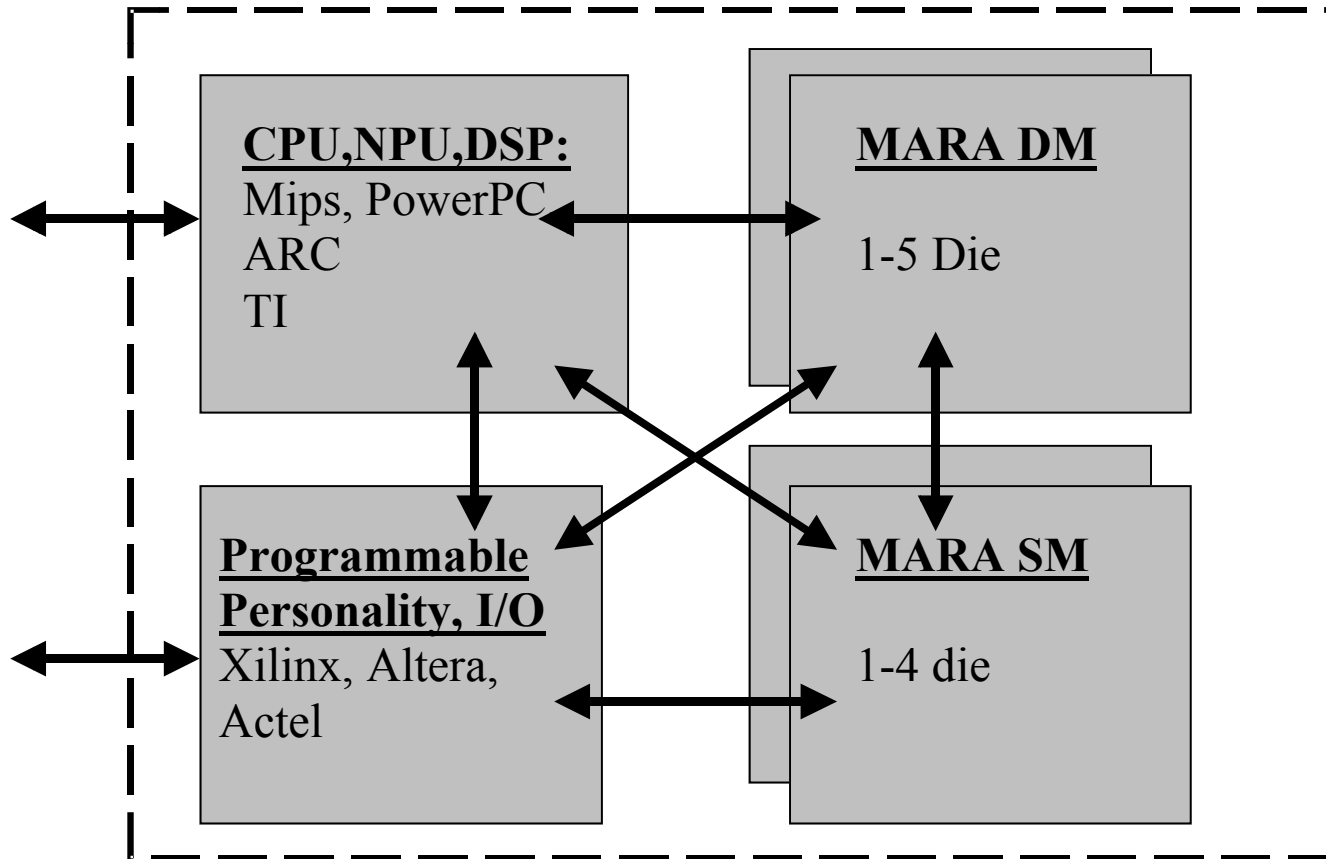 CPU,NPU,DSP:
Mips, PowerPC
ARC
TI
MARA DM
1-5 Die
Programmable
Personality, I/O
Xilinx, Altera,
Actel
MARA SM
1-4 die